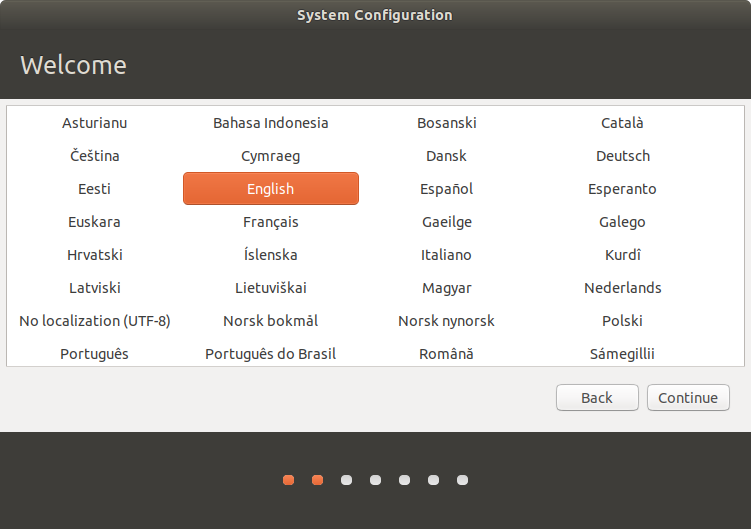 System Configuration
Welcome
Asturianu Bahasa Indonesia Bosanski Català
Čeština Cymraeg Dansk Deutsch
Eesti English Español Esperanto
Euskara Français Gaeilge Galego
Hrvatski Íslenska Italiano Kurdî
Latviski Lietuviškai Magyar Nederlands
No localization (UTF-8) Norsk bokmål Norsk nynorsk Polski
Português Português do Brasil Română Sámegillii
Back Continue